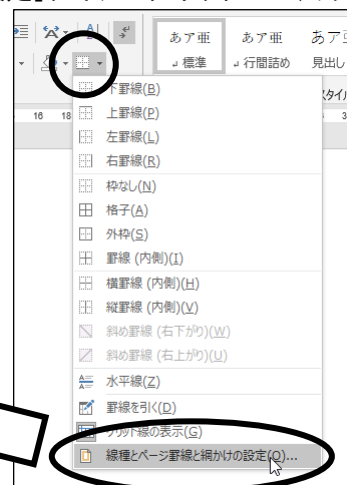 あア亜 あア亜 あア亜
↲標準 ↲行間詰め 見出し
スタイル
16 18
下罫線(B)
上罫線(P)
左罫線(L)
右罫線(R)
枠なし(N)
格子(A)
外枠(S)
罫線 (内側)(I)
横罫線 (内側)(H)
縦罫線 (内側)(V)
斜め罫線 (右下がり)(W)
斜め罫線 (右上がり)(U)
水平線(Z)
罫線を引く(D)
グリッド線の表示(G)
線種とページ罫線と網かけの設定(O)...